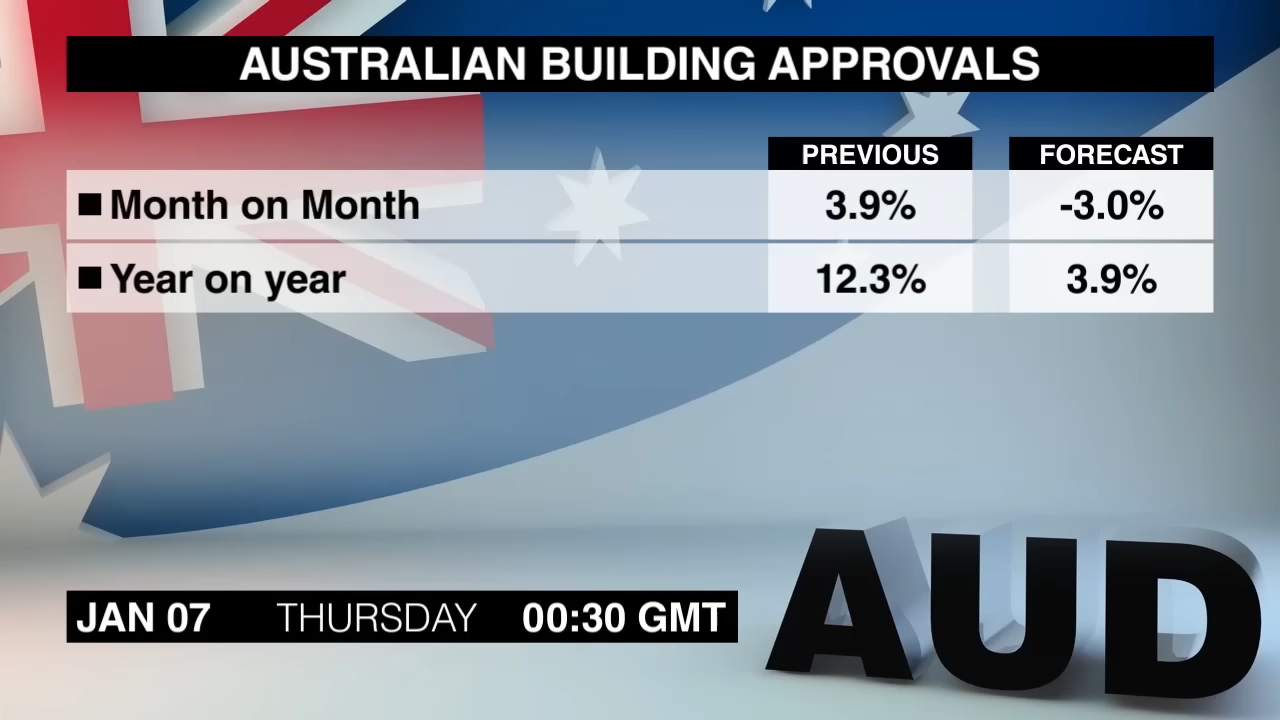 AUSTRALIAN BUILDING APPROVALS
PREVIOUS FORECAST
Month on Month 3.9% -3.0%
Year on year 12.3% 3.9%
JAN 07 THURSDAY 00:30 GMT
AUD